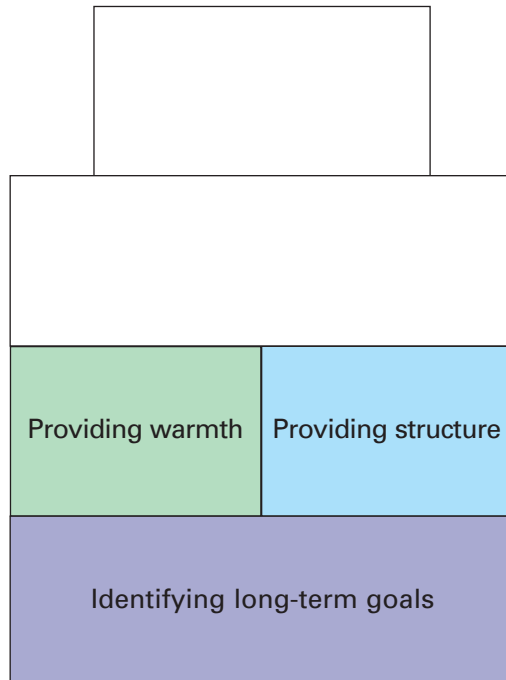 Providing warmth
Providing structure
Identifying long-term goals